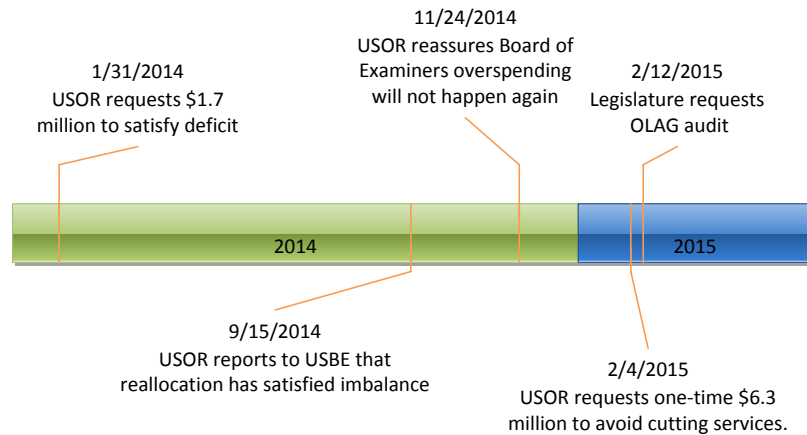 1/31/2014
USOR requests $1.7
million to satisfy deficit
11/24/2014
USOR reassures Board of
Examiners overspending
will not happen again
2/12/2015
Legislature requests
OLAG audit
2014
2015
9/15/2014
USOR reports to USBE that
reallocation has satisfied imbalance
2/4/2015
USOR requests one-time $6.3
million to avoid cutting services.